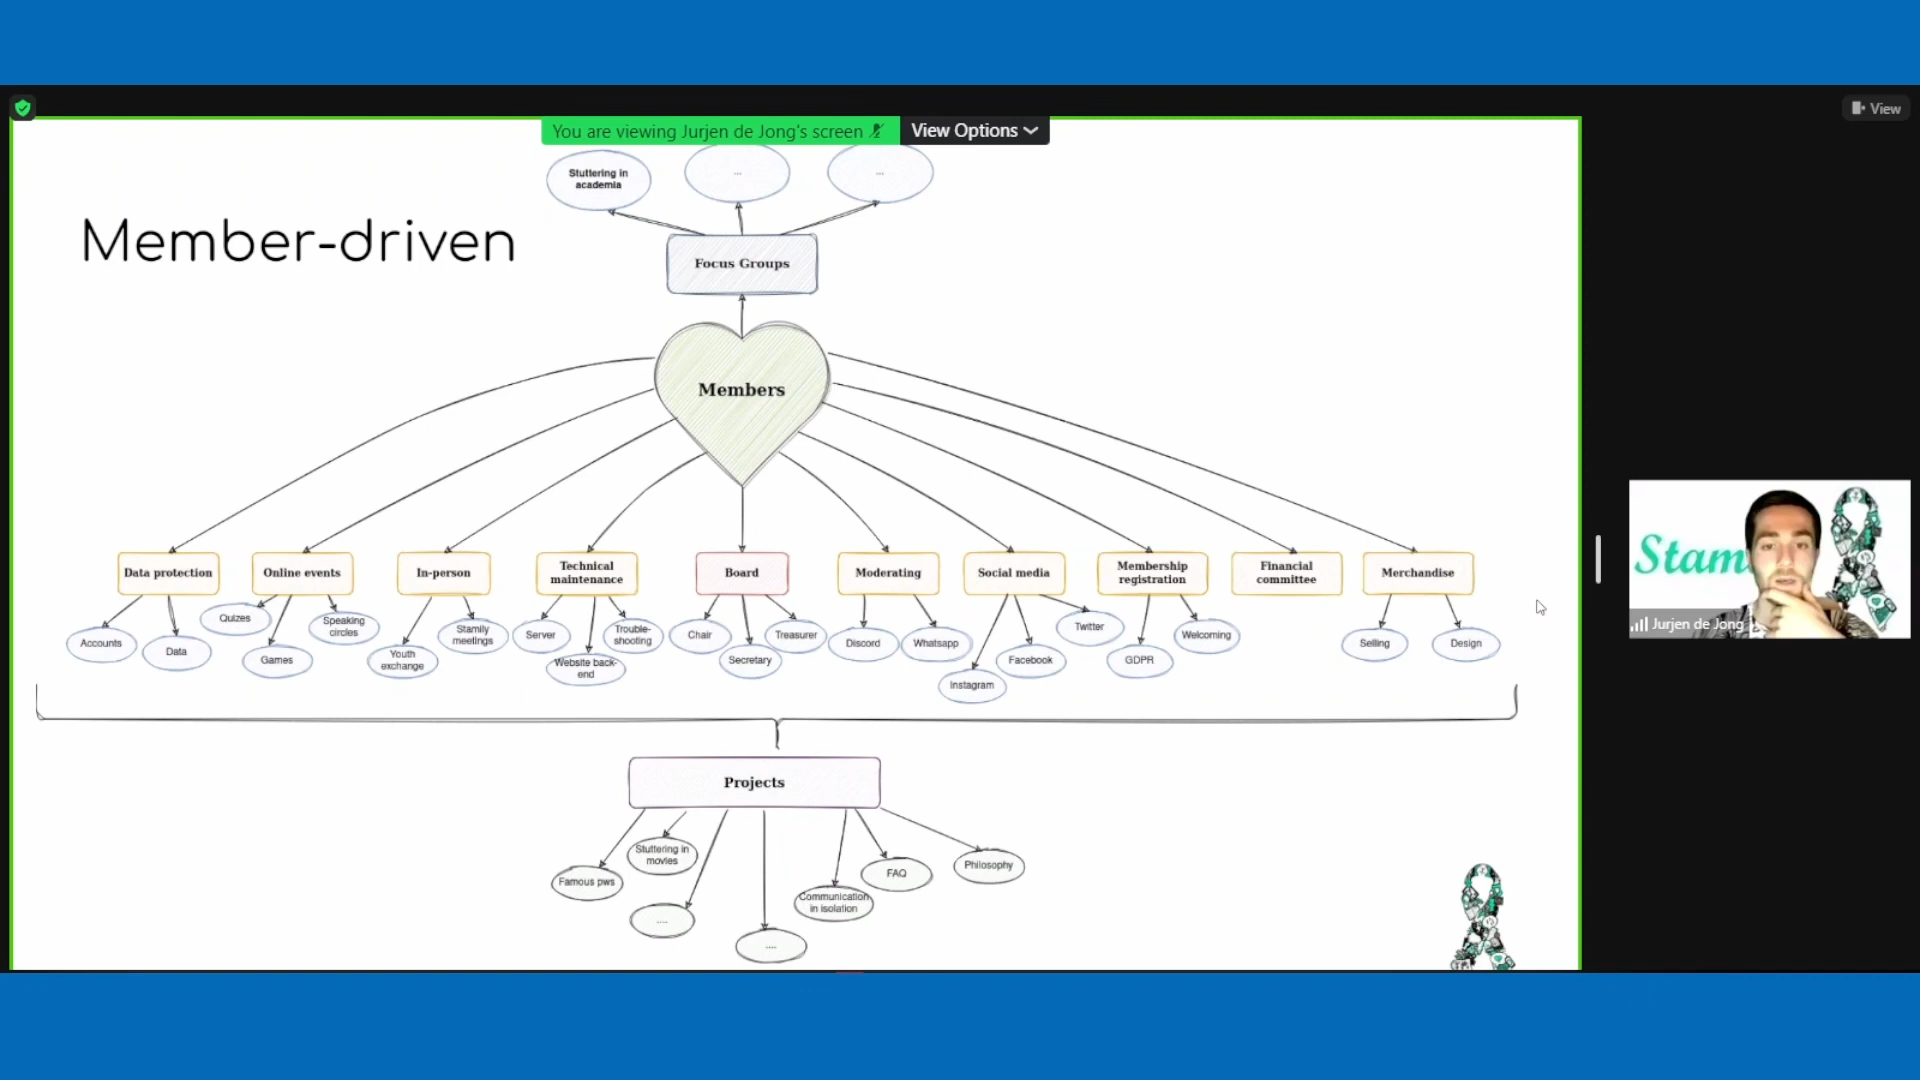 View
You are viewing Jurjen de Jong's screen
View Options
Stuttering in
academia
...
...
Member-driven
Focus Groups
Members
Data protection
Online events
In-person
Technical
maintenance
Board
Moderating
Social media
Membership
registration
Financial
committee
Merchandise
Accounts
Data
Quizes
Games
Speaking
circles
Youth
exchange
Stamily
meetings
Server
Website back-
end
Trouble-
shooting
Chair
Secretary
Treasurer
Discord
Whatsapp
Instagram
Facebook
Twitter
GDPR
Welcoming
Selling
Design
Stam
Jurjen de Jong
Projects
Famous pws
Stuttering in
movies
....
....
Communication
in isolation
FAQ
Philosophy